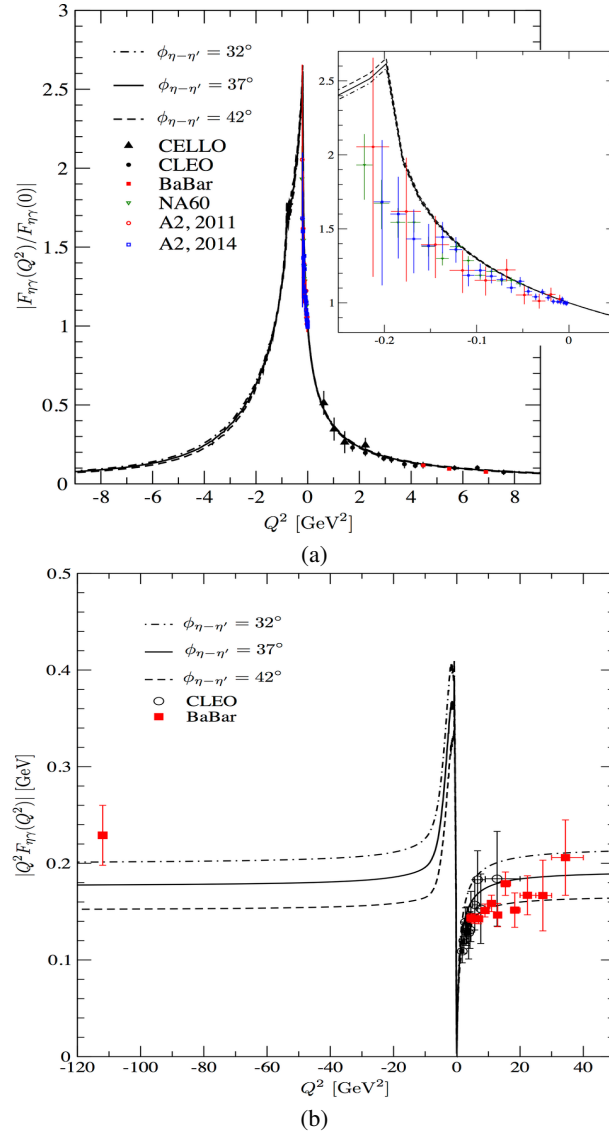 3
2.5
2
1.5
1
0.5
0
|F_{ηγ}(Q²)/F_{ηγ}(0)|
ϕ_{η−η′} = 32°
ϕ_{η−η′} = 37°
ϕ_{η−η′} = 42°
CELLO
CLEO
BaBar
NA60
A2, 2011
A2, 2014
2.5
2.0
1.5
1
-0.2 -0.1 0
-8 -6 -4 -2 0 2 4 6 8
Q² [GeV²]
(a)
0.5
0.4
0.3
0.2
0.1
0
|Q²F_{ηγ}(Q²)| [GeV]
ϕ_{η−η′} = 32°
ϕ_{η−η′} = 37°
ϕ_{η−η′} = 42°
CLEO
BaBar
-120 -100 -80 -60 -40 -20 0 20 40
Q² [GeV²]
(b)